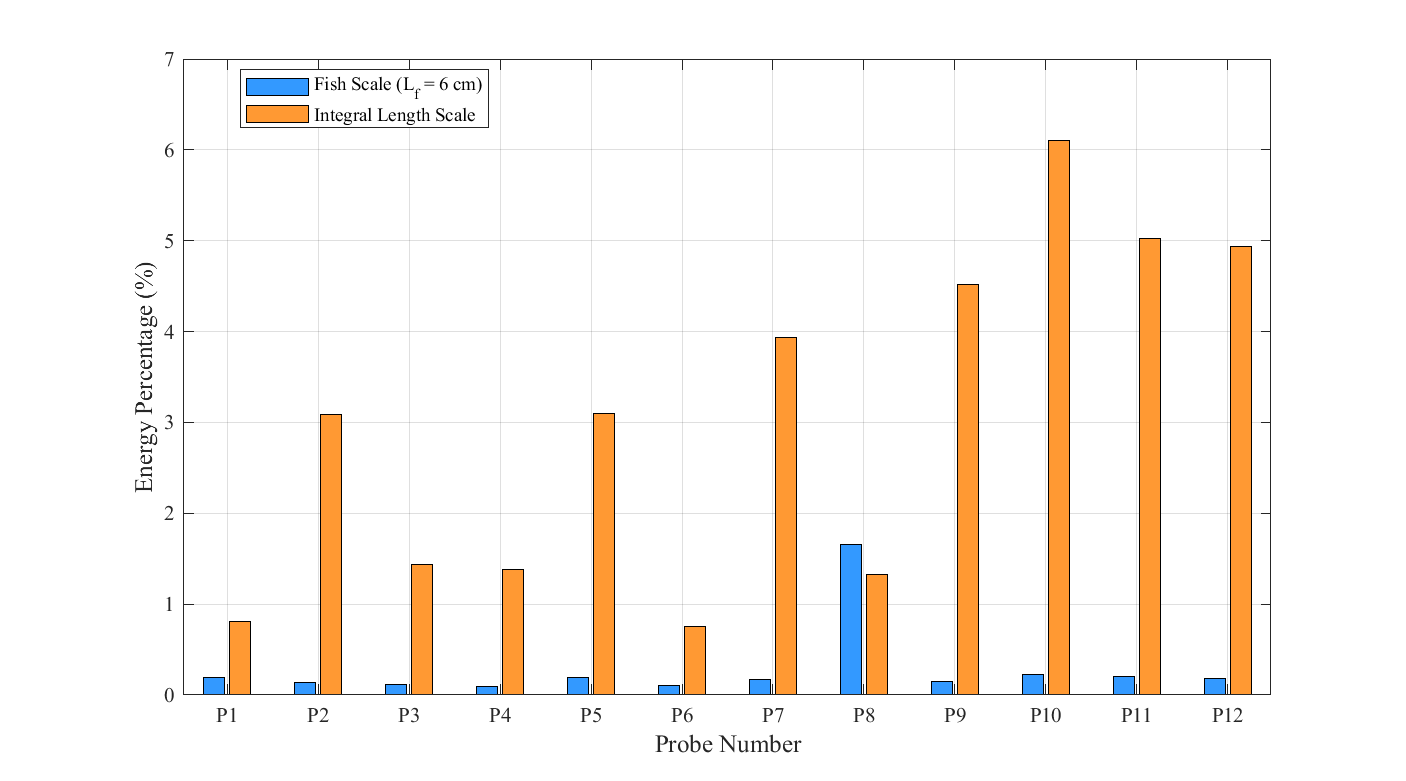 Fish Scale (L_f = 6 cm)
Integral Length Scale
Energy Percentage (%)
7
6
5
4
3
2
1
0
P1 P2 P3 P4 P5 P6 P7 P8 P9 P10 P11 P12
Probe Number